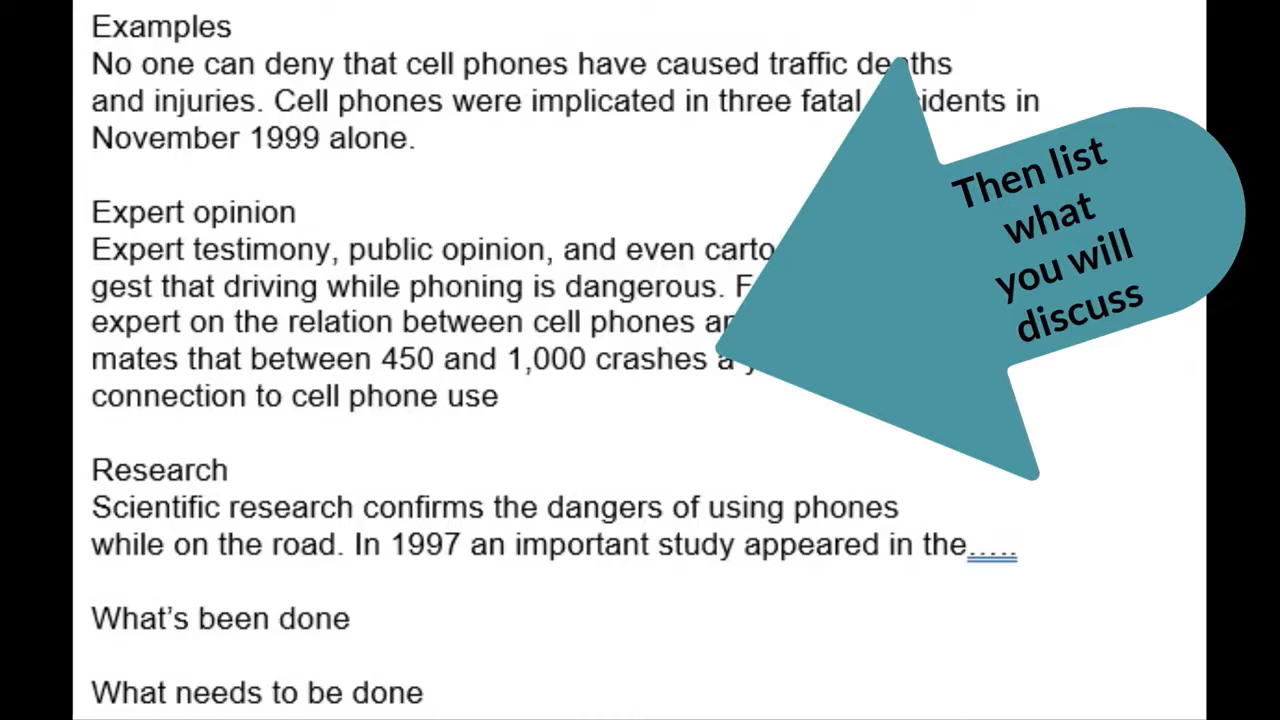 Examples
No one can deny that cell phones have caused traffic deaths
and injuries. Cell phones were implicated in three fatal
in
November 1999 alone.
Expert opinion
Expert testimony, public opinion, and even
gest that driving while phoning is dangerous.
expert on the relation between cell phones
mates that between 450 and 1,000 crashes a
connection to cell phone use
Research
Scientific research confirms the dangers of using phones
while on the road. In 1997 an important study appeared in the…..
What’s been done
What needs to be done
Then list
what
you will
discuss